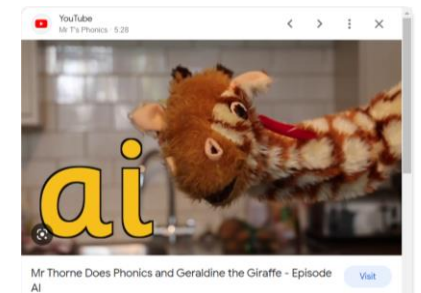 YouTube
Mr T's Phonics · 5:28
ai
Mr Thorne Does Phonics and Geraldine the Giraffe - Episode
AI
Visit